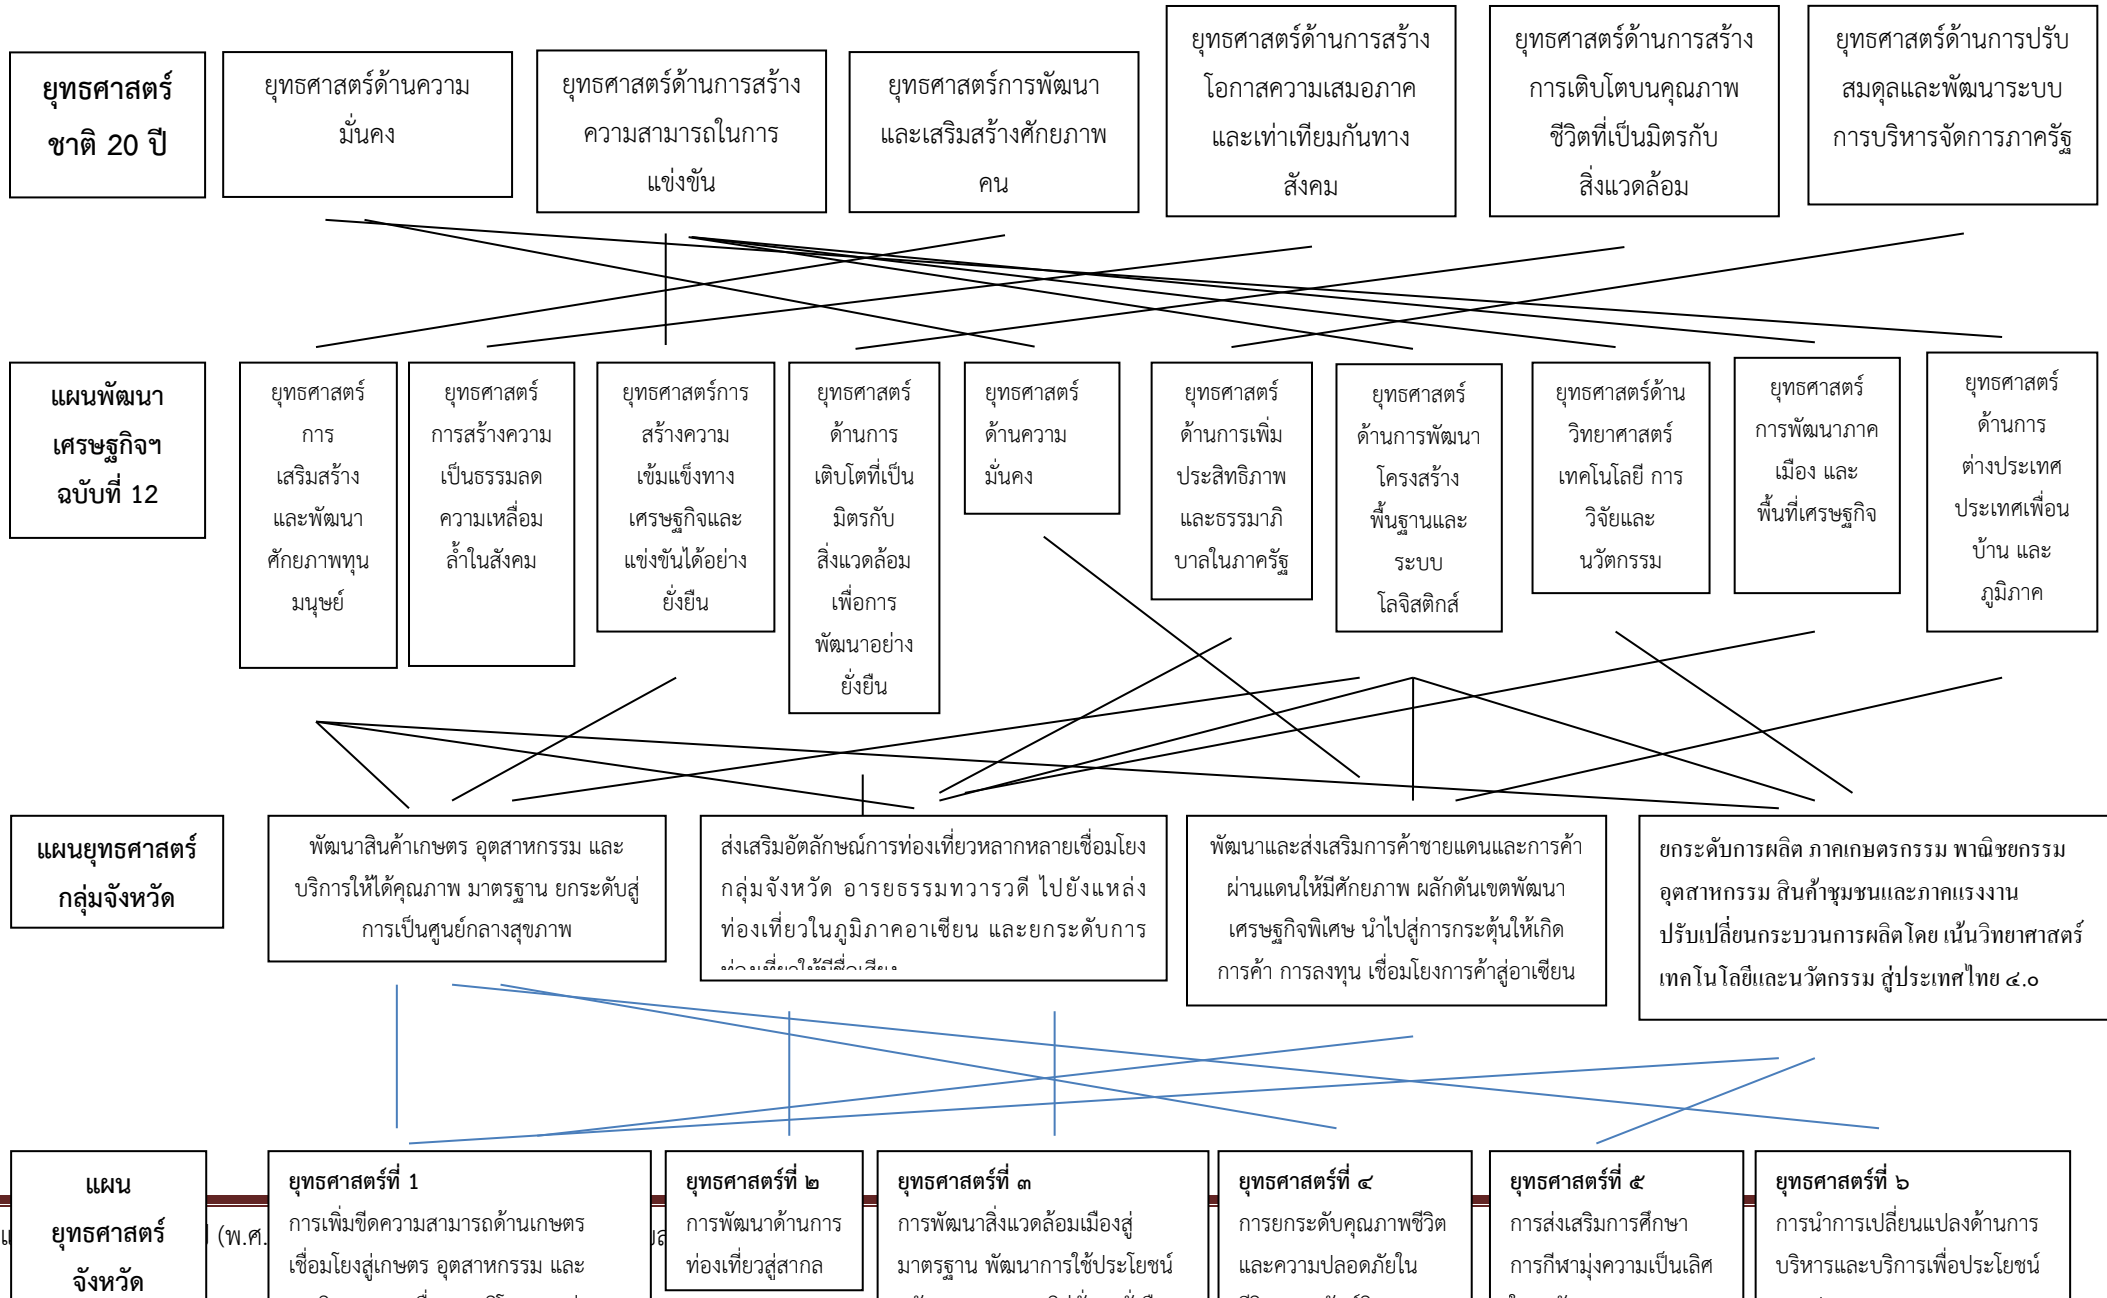 ยุทธศาสตร์
ชาติ 20 ปี
ยุทธศาสตร์ด้านความ
มั่นคง
ยุทธศาสตร์ด้านการสร้าง
ความสามารถในการ
แข่งขัน
ยุทธศาสตร์การพัฒนา
และเสริมสร้างศักยภาพ
คน
ยุทธศาสตร์ด้านการสร้าง
โอกาสความเสมอภาค
และเท่าเทียมกันทาง
สังคม
ยุทธศาสตร์ด้านการสร้าง
การเติบโตบนคุณภาพ
ชีวิตที่เป็นมิตรกับ
สิ่งแวดล้อม
ยุทธศาสตร์ด้านการปรับ
สมดุลและพัฒนาระบบ
การบริหารจัดการภาครัฐ
แผนพัฒนา
เศรษฐกิจฯ
ฉบับที่ 12
ยุทธศาสตร์
การ
เสริมสร้าง
และพัฒนา
ศักยภาพทุน
มนุษย์
ยุทธศาสตร์
การสร้างความ
เป็นธรรมลด
ความเหลื่อม
ล้ำในสังคม
ยุทธศาสตร์การ
สร้างความ
เข้มแข็งทาง
เศรษฐกิจและ
แข่งขันได้อย่าง
ยั่งยืน
ยุทธศาสตร์
ด้านการ
เติบโตที่เป็น
มิตรกับ
สิ่งแวดล้อม
เพื่อการ
พัฒนาอย่าง
ยั่งยืน
ยุทธศาสตร์
ด้านความ
มั่นคง
ยุทธศาสตร์
ด้านการเพิ่ม
ประสิทธิภาพ
และธรรมาภิ
บาลในภาครัฐ
ยุทธศาสตร์
ด้านการพัฒนา
โครงสร้าง
พื้นฐานและ
ระบบ
โลจิสติกส์
ยุทธศาสตร์ด้าน
วิทยาศาสตร์
เทคโนโลยี การ
วิจัยและ
นวัตกรรม
ยุทธศาสตร์
การพัฒนาภาค
เมือง และ
พื้นที่เศรษฐกิจ
ยุทธศาสตร์
ด้านการ
ต่างประเทศ
ประเทศเพื่อน
บ้าน และ
ภูมิภาค
แผนยุทธศาสตร์
กลุ่มจังหวัด
พัฒนาสินค้าเกษตร อุตสาหกรรม และ
บริการให้ได้คุณภาพ มาตรฐาน ยกระดับสู่
การเป็นศูนย์กลางสุขภาพ
ส่งเสริมอัตลักษณ์การท่องเที่ยวหลากหลายเชื่อมโยง
กลุ่มจังหวัด อารยธรรมทวารวดี ไปยังแหล่ง
ท่องเที่ยวในภูมิภาคอาเซียน และยกระดับการ
ท่องเที่ยวให้มีชื่อเสียง
พัฒนาและส่งเสริมการค้าชายแดนและการค้า
ผ่านแดนให้มีศักยภาพ ผลักดันเขตพัฒนา
เศรษฐกิจพิเศษ นำไปสู่การกระตุ้นให้เกิด
การค้า การลงทุน เชื่อมโยงการค้าสู่อาเซียน
ยกระดับการผลิต ภาคเกษตรกรรม พาณิชยกรรม
อุตสาหกรรม สินค้าชุมชนและภาคแรงงาน
ปรับเปลี่ยนกระบวนการผลิตโดย เน้นวิทยาศาสตร์
เทคโนโลยีและนวัตกรรม สู่ประเทศไทย ๔.๐
แผน
ยุทธศาสตร์
จังหวัด
(พ.ศ.
ยุทธศาสตร์ที่ 1
การเพิ่มขีดความสามารถด้านเกษตร
เชื่อมโยงสู่เกษตร อุตสาหกรรม และ
ยุทธศาสตร์ที่ ๒
การพัฒนาด้านการ
ท่องเที่ยวสู่สากล
ยุทธศาสตร์ที่ ๓
การพัฒนาสิ่งแวดล้อมเมืองสู่
มาตรฐาน พัฒนาการใช้ประโยชน์
ยุทธศาสตร์ที่ ๔
การยกระดับคุณภาพชีวิต
และความปลอดภัยใน
ยุทธศาสตร์ที่ ๕
การส่งเสริมการศึกษา
การกีฬามุ่งความเป็นเลิศ
ยุทธศาสตร์ที่ ๖
การนำการเปลี่ยนแปลงด้านการ
บริหารและบริการเพื่อประโยชน์